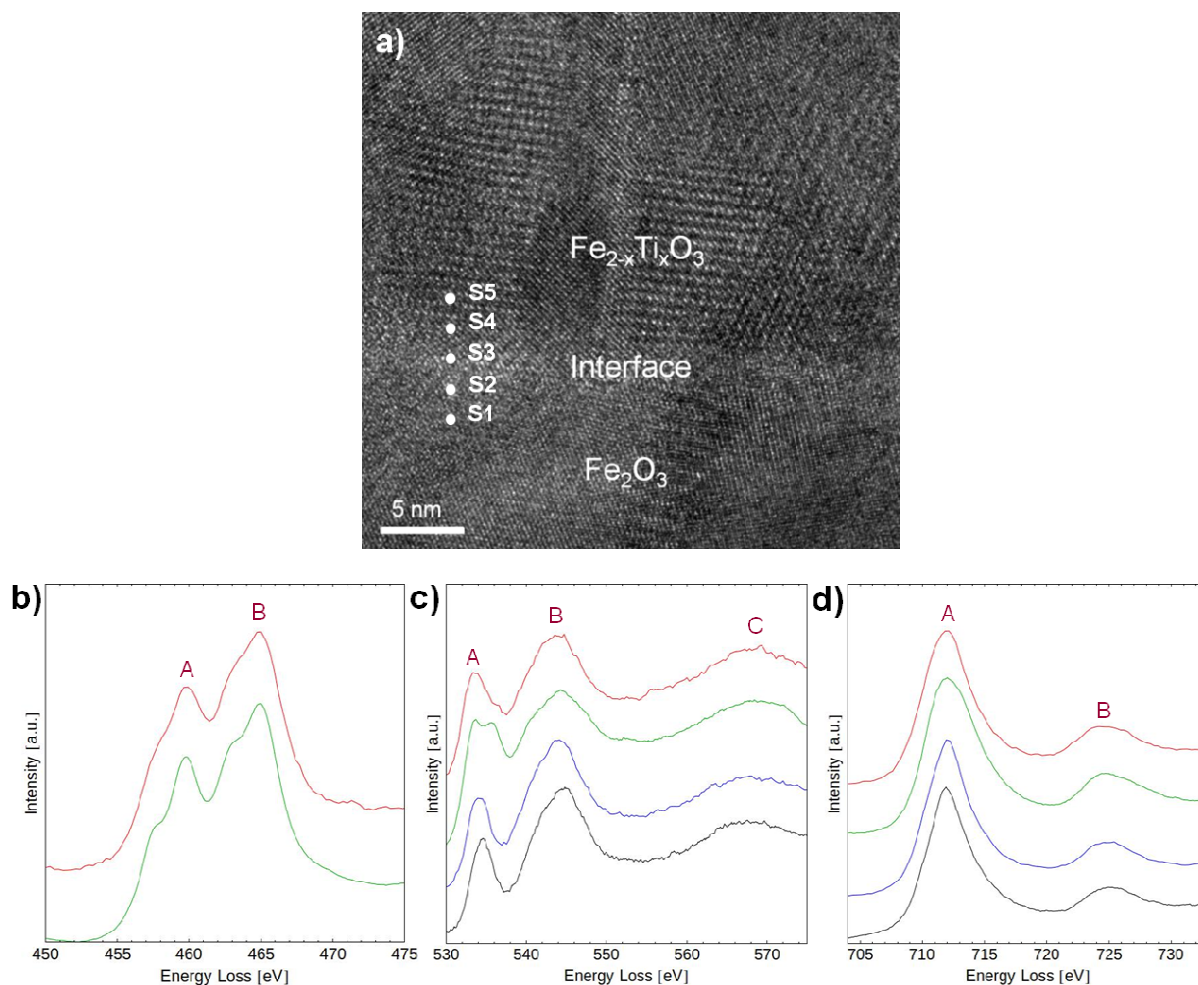 a)
Fe2-xTixO3
S5
S4
S3
Interface
S2
S1
Fe2O3
5 nm
b)
A
B
Intensity [a.u.]
450 455 460 465 470 475
Energy Loss [eV]
c)
A
B
C
Intensity [a.u.]
530 540 550 560 570
Energy Loss [eV]
d)
A
B
Intensity [a.u.]
705 710 715 720 725 730
Energy Loss [eV]